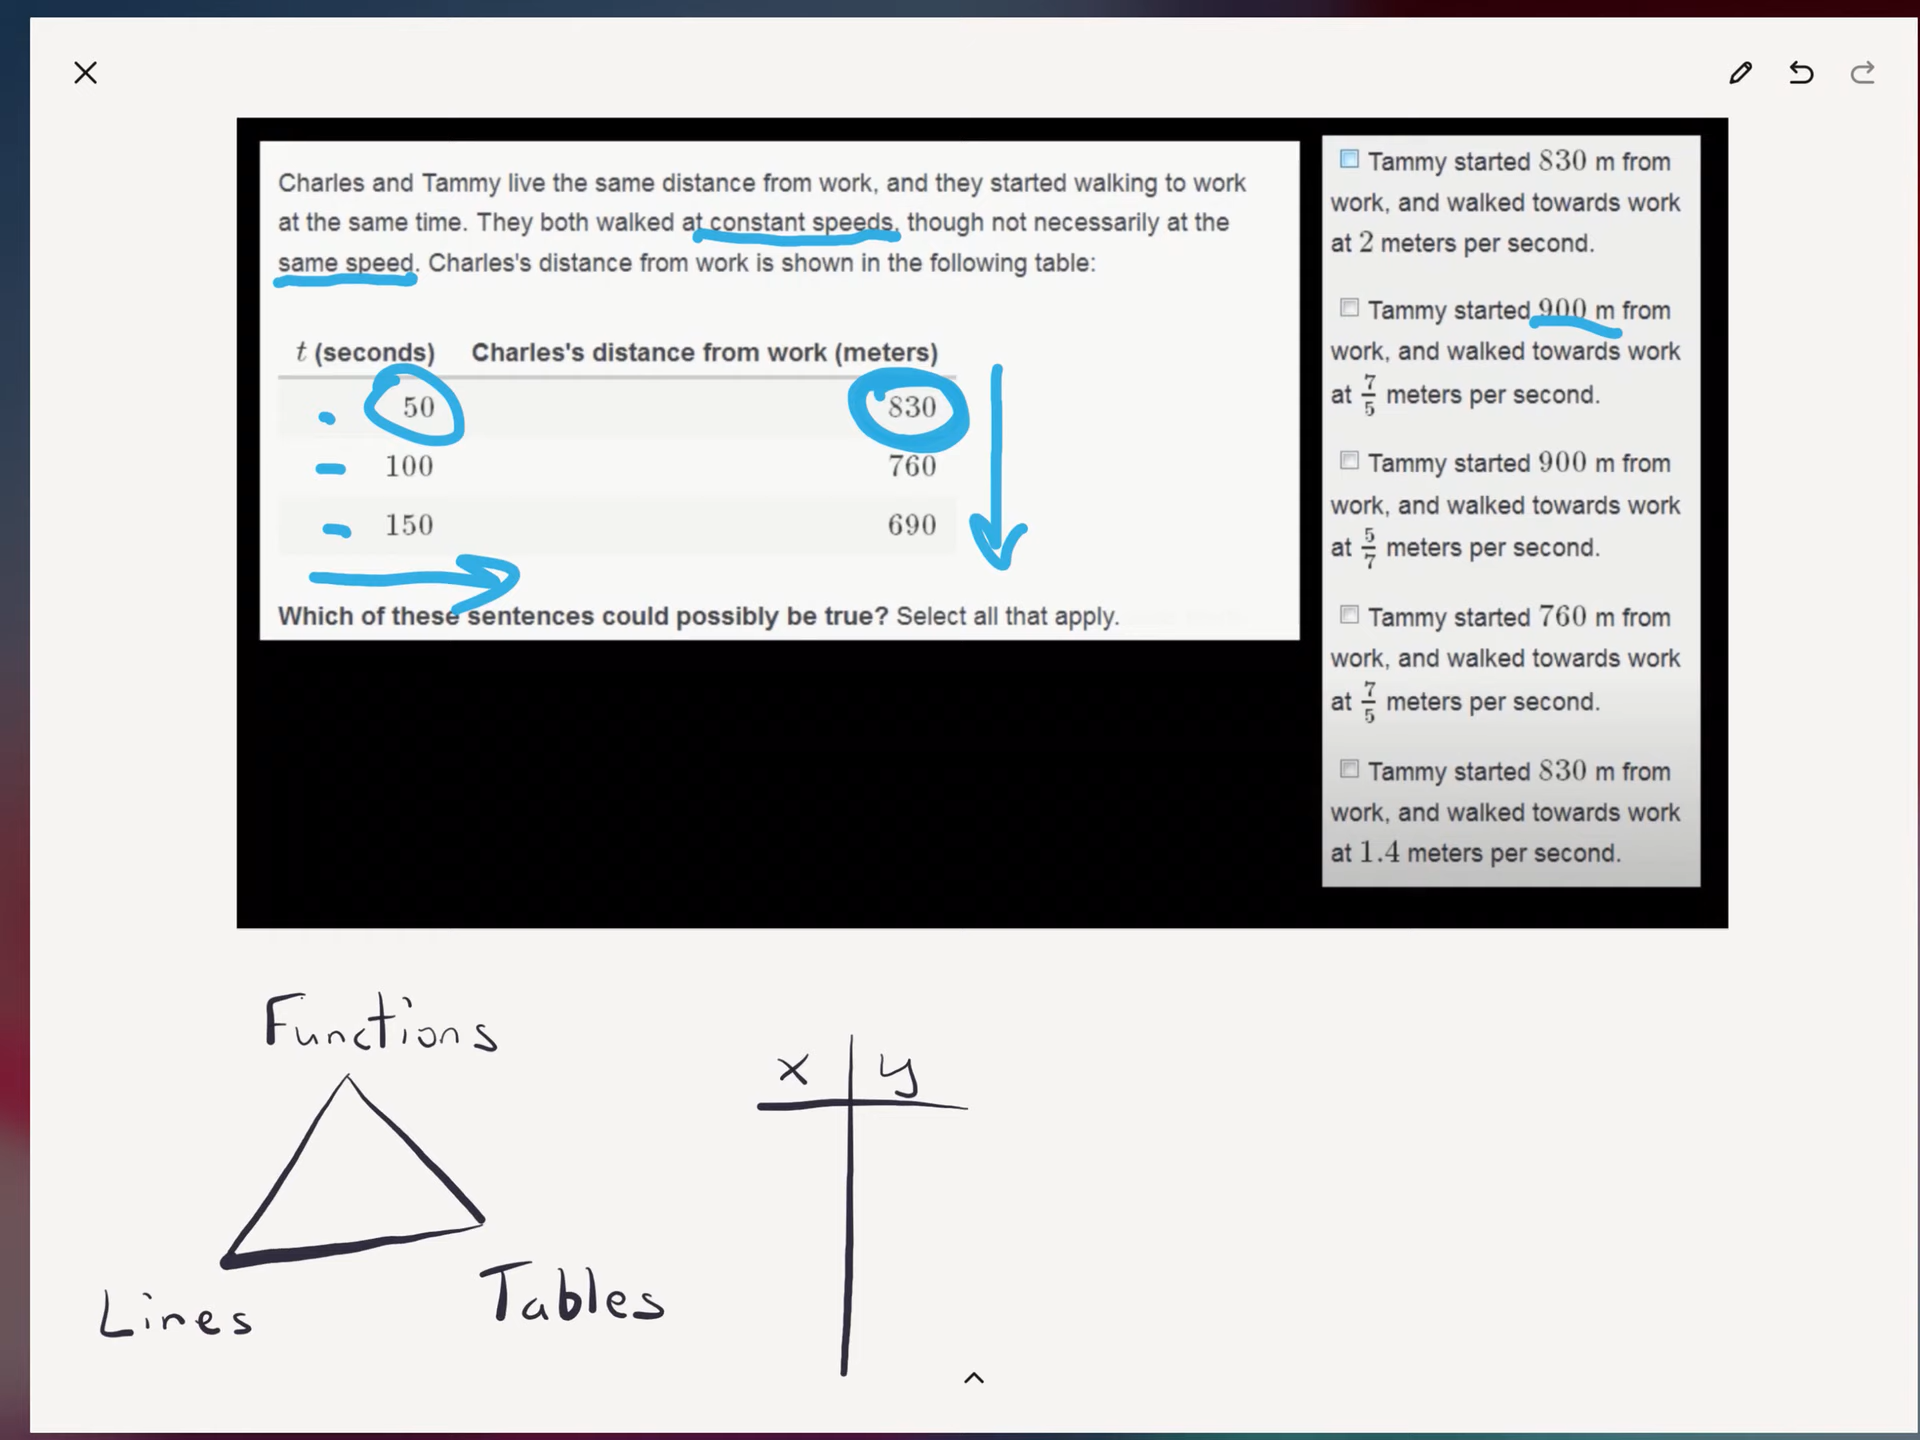 Charles and Tammy live the same distance from work, and they started walking to work
at the same time. They both walked at constant speeds, though not necessarily at the
same speed. Charles's distance from work is shown in the following table:
t (seconds) Charles's distance from work (meters)
50 830
100 760
150 690
Which of these sentences could possibly be true? Select all that apply.
Tammy started 830 m from
work, and walked towards work
at 2 meters per second.
Tammy started 900 m from
work, and walked towards work
at 7/5 meters per second.
Tammy started 900 m from
work, and walked towards work
at 5/7 meters per second.
Tammy started 760 m from
work, and walked towards work
at 7/5 meters per second.
Tammy started 830 m from
work, and walked towards work
at 1.4 meters per second.
Functions
Lines
Tables
x y